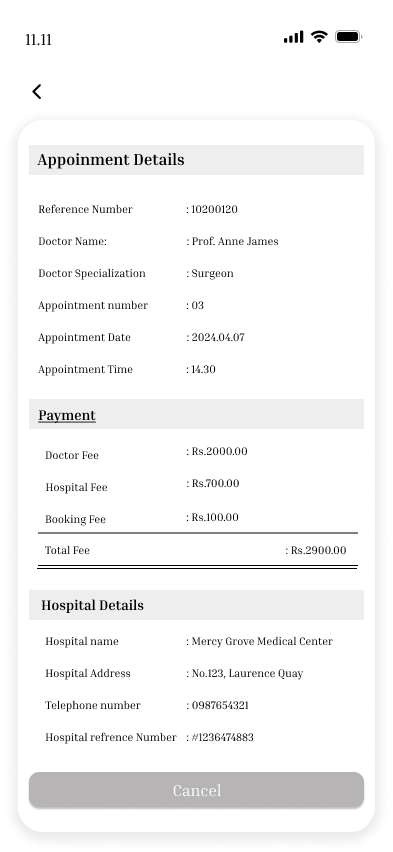 11.11
Appoinment Details
Reference Number : 10200120
Doctor Name: : Prof. Anne James
Doctor Specialization : Surgeon
Appointment number : 03
Appointment Date : 2024.04.07
Appointment Time : 14.30
Payment
Doctor Fee : Rs.2000.00
Hospital Fee : Rs.700.00
Booking Fee : Rs.100.00
Total Fee : Rs.2900.00
Hospital Details
Hospital name : Mercy Grove Medical Center
Hospital Address : No.123, Laurence Quay
Telephone number : 0987654321
Hospital refrence Number : #1236474883
Cancel